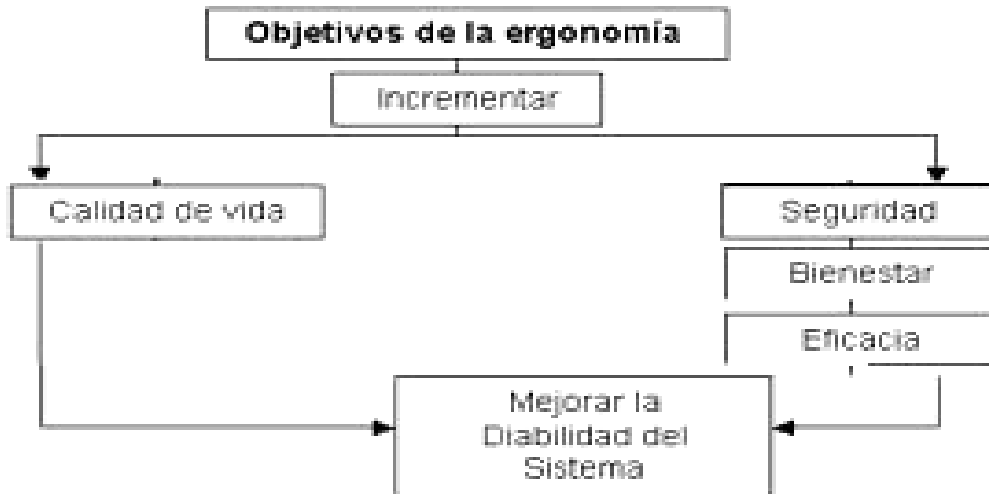 Objetivos de la ergonomía
Incrementar
Calidad de vida
Seguridad
Bienestar
Eficacia
Mejorar la
Diabilidad del
Sistema